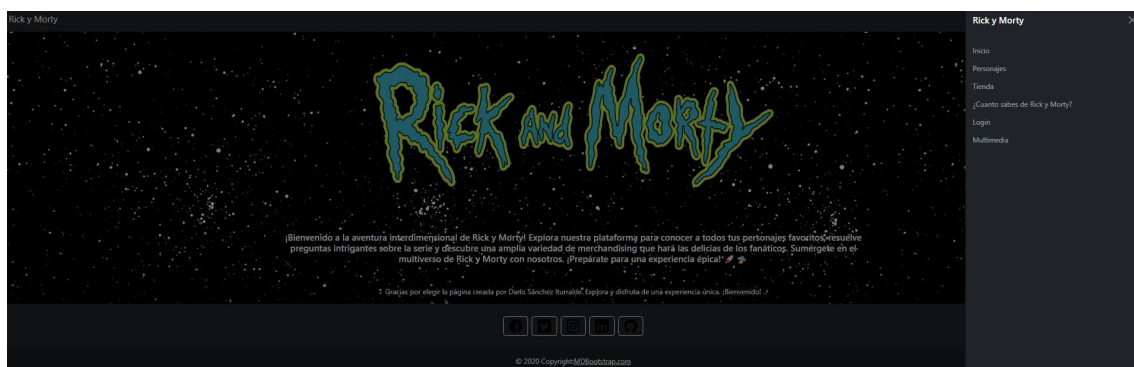 Rick y Morty
RICK AND MORTY
¡Bienvenido a la aventura interdimensional de Rick y Morty! Explora nuestra plataforma para conocer a todos tus personajes favoritos, resuelve
preguntas intrigantes sobre la serie y descubre una amplia variedad de merchandising que hará las delicias de los fanáticos. Sumérgete en el
multiverso de Rick y Morty con nosotros. ¡Prepárate para una experiencia épica!
Gracias por elegir la página creada por Darío Sánchez Iturralde. Explora y disfruta de una experiencia única. ¡Bienvenido!
© 2020 Copyright:MDBootstrap.com
Rick y Morty
Inicio
Personajes
Tienda
¿Cuanto sabes de Rick y Morty?
Login
Multimedia